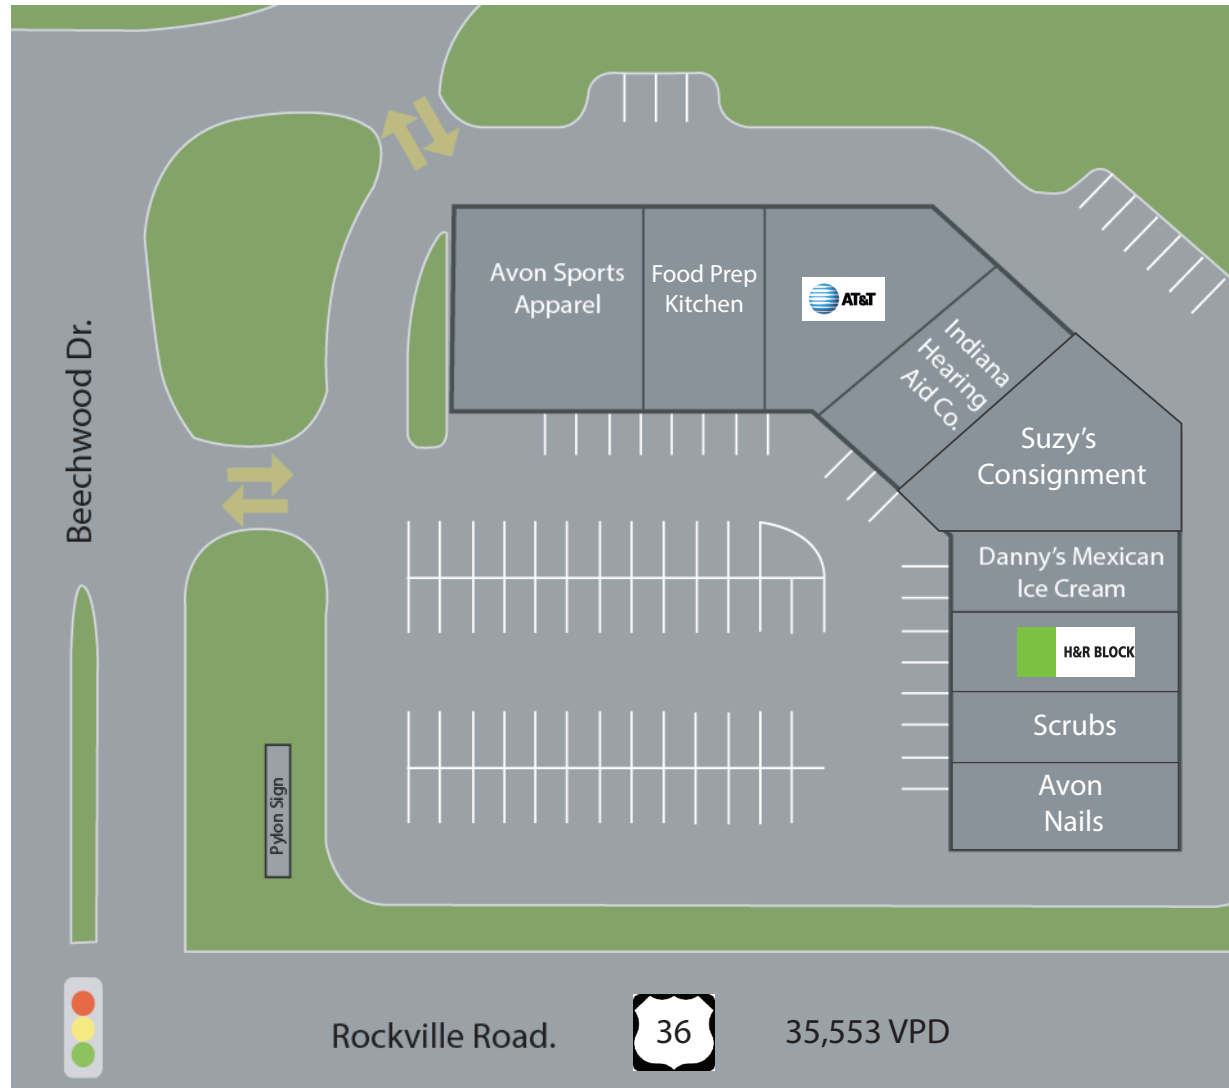 Avon Sports
Apparel
Food Prep
Kitchen
AT&T
Indiana
Hearing
Aid Co.
Suzy's
Consignment
Beechwood Dr.
Danny's Mexican
Ice Cream
H&R BLOCK
Scrubs
Avon
Nails
Pylon Sign
Rockville Road.
36
35,553 VPD